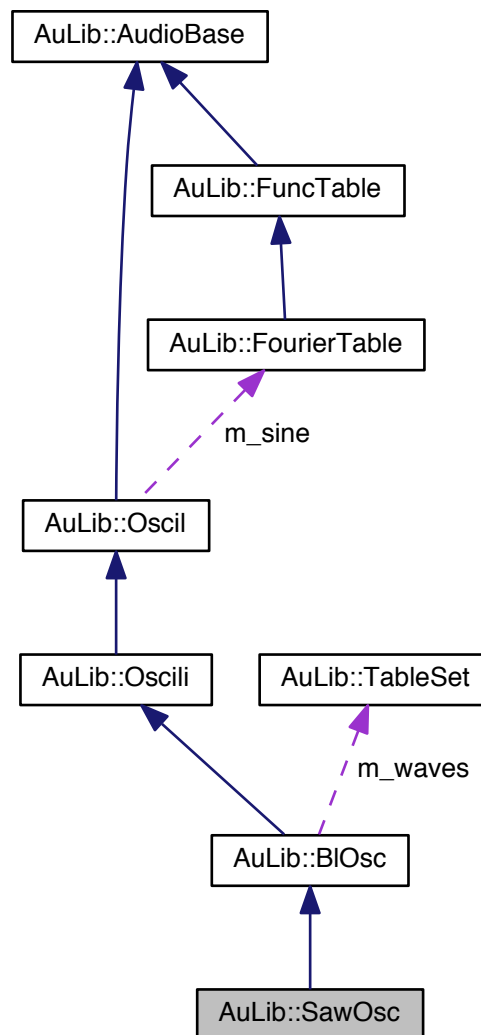 AuLib::AudioBase
AuLib::FuncTable
AuLib::FourierTable
m_sine
AuLib::Oscil
AuLib::Oscili
AuLib::TableSet
m_waves
AuLib::BlOsc
AuLib::SawOsc